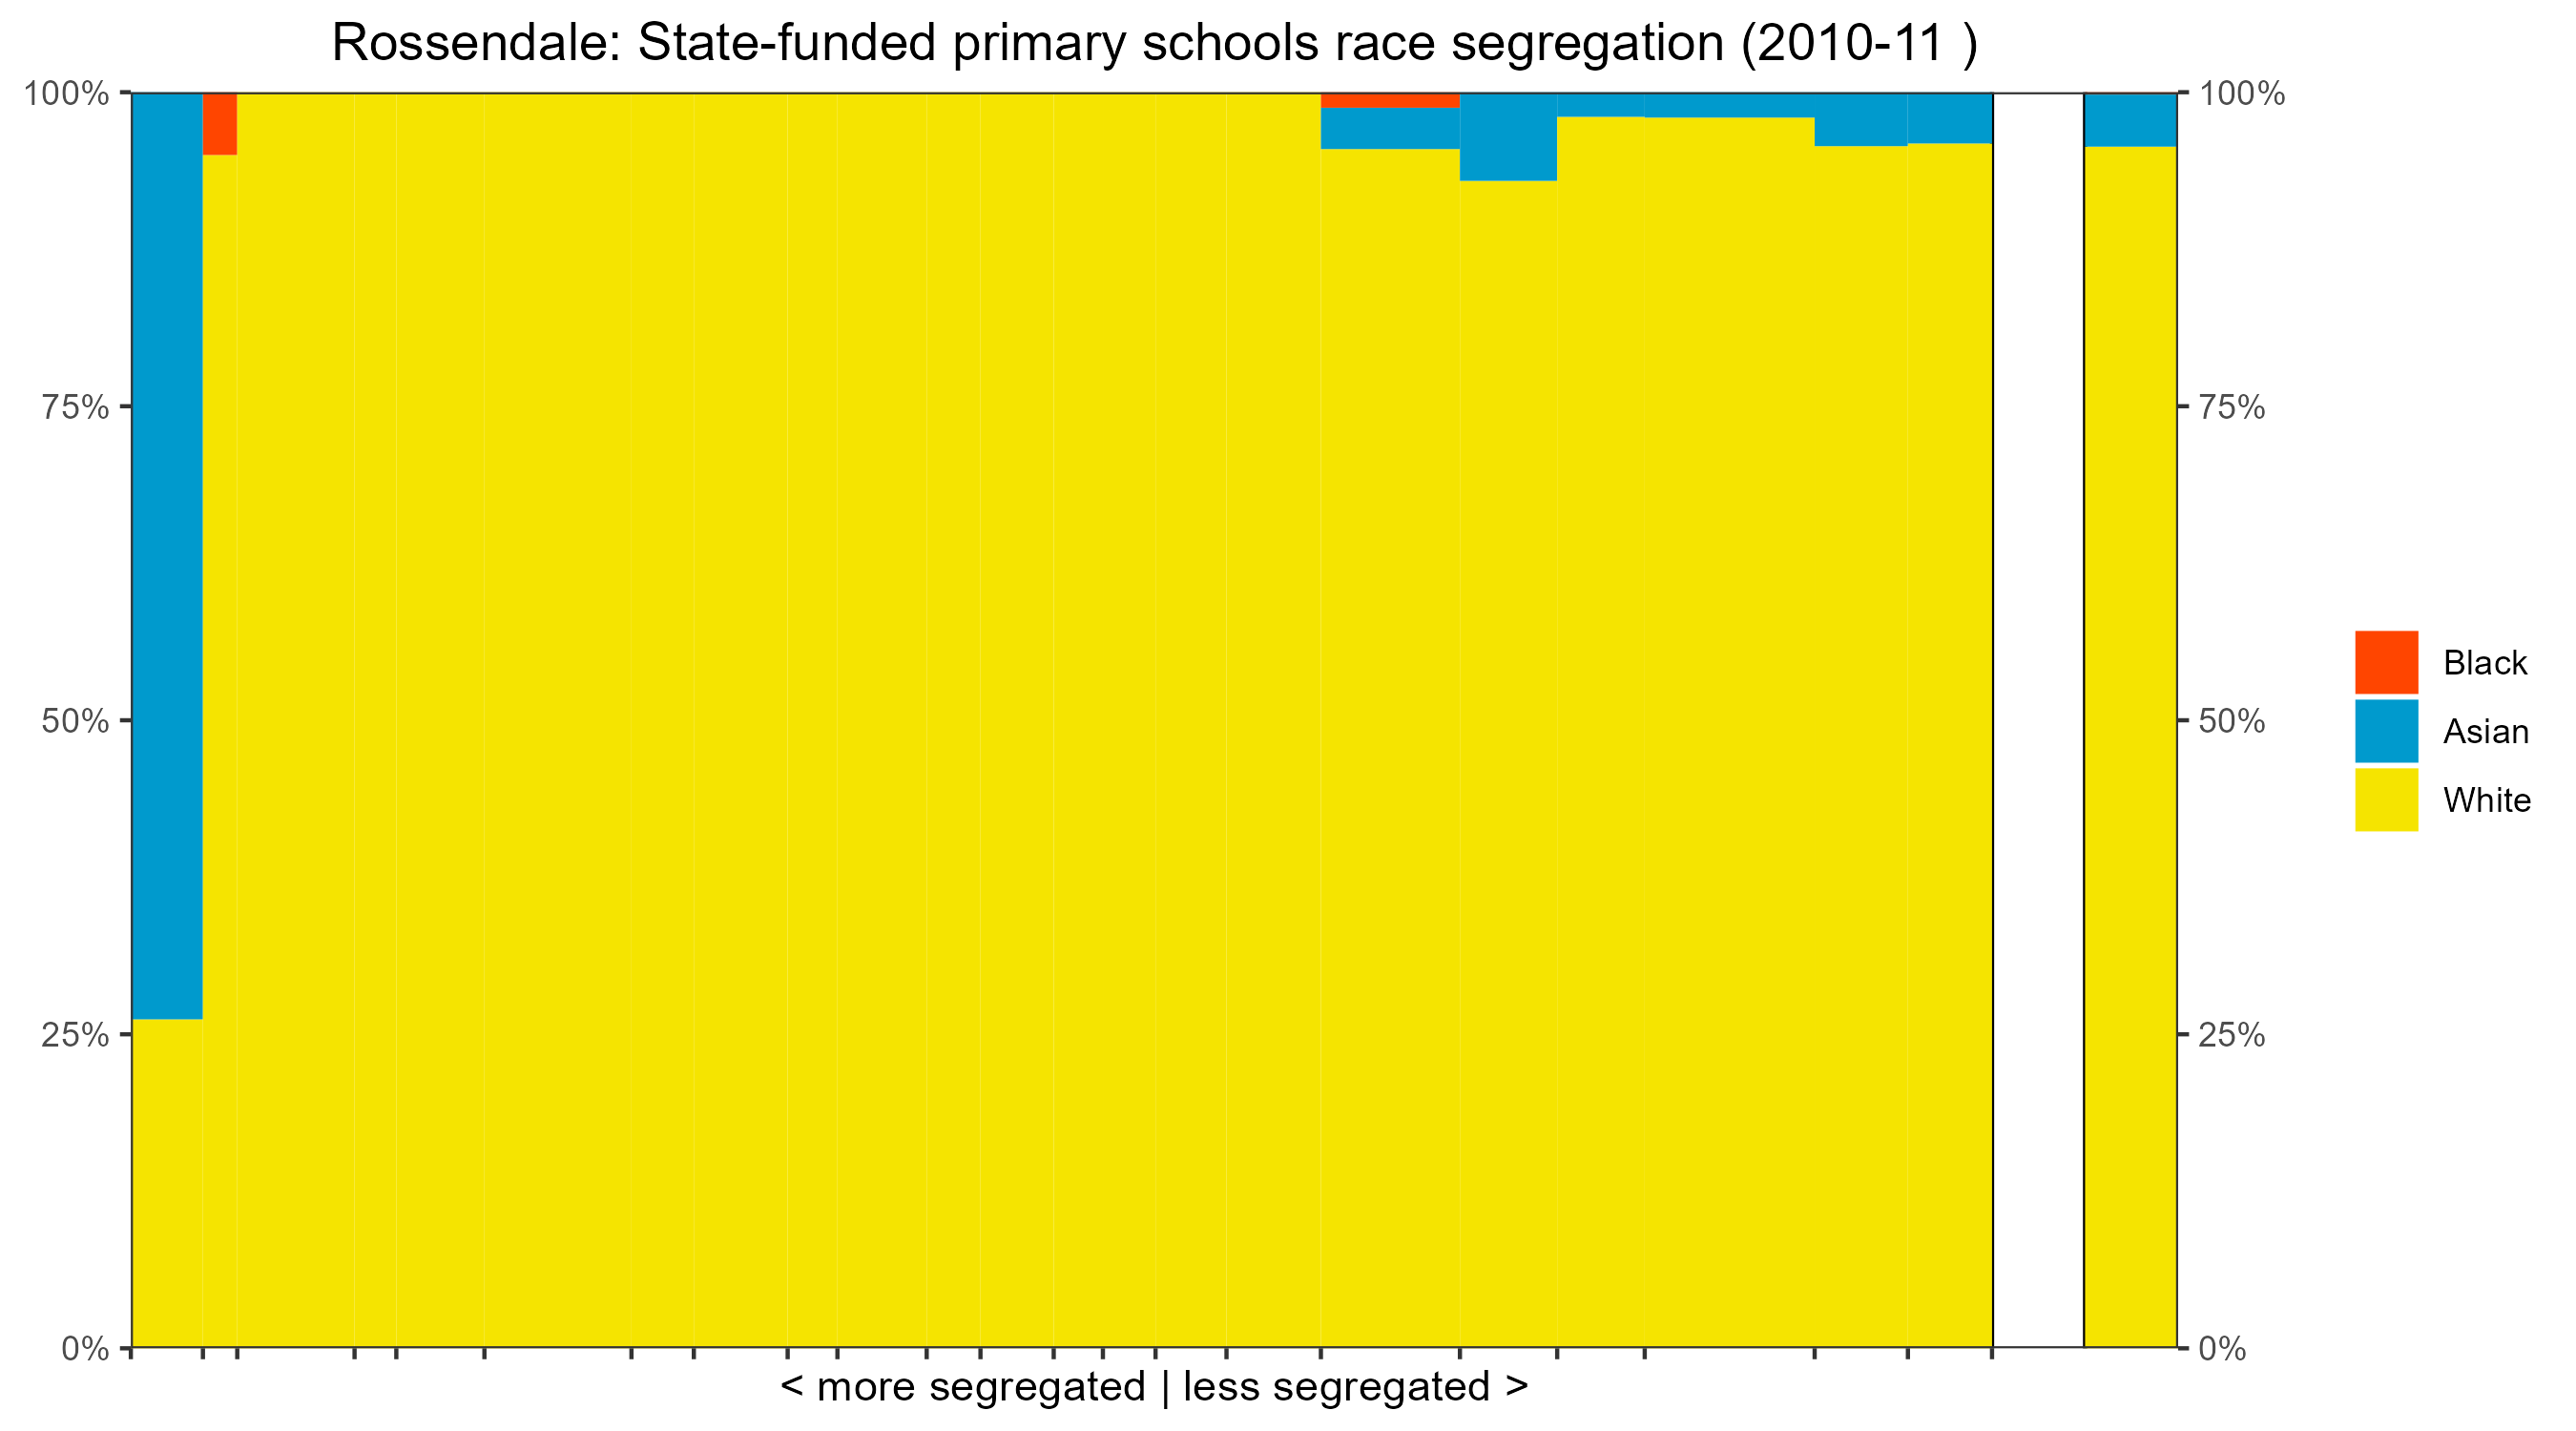 Rossendale: State-funded primary schools race segregation (2010-11 )
100%
75%
50%
25%
0%
100%
75%
50%
25%
0%
Black
Asian
White
< more segregated | less segregated >